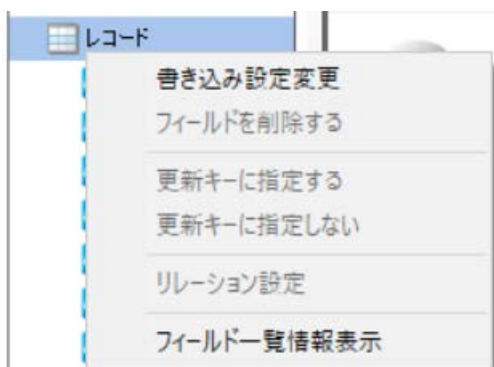 レコード
書き込み設定変更
フィールドを削除する
更新キーに指定する
更新キーに指定しない
リレーション設定
フィールド一覧情報表示